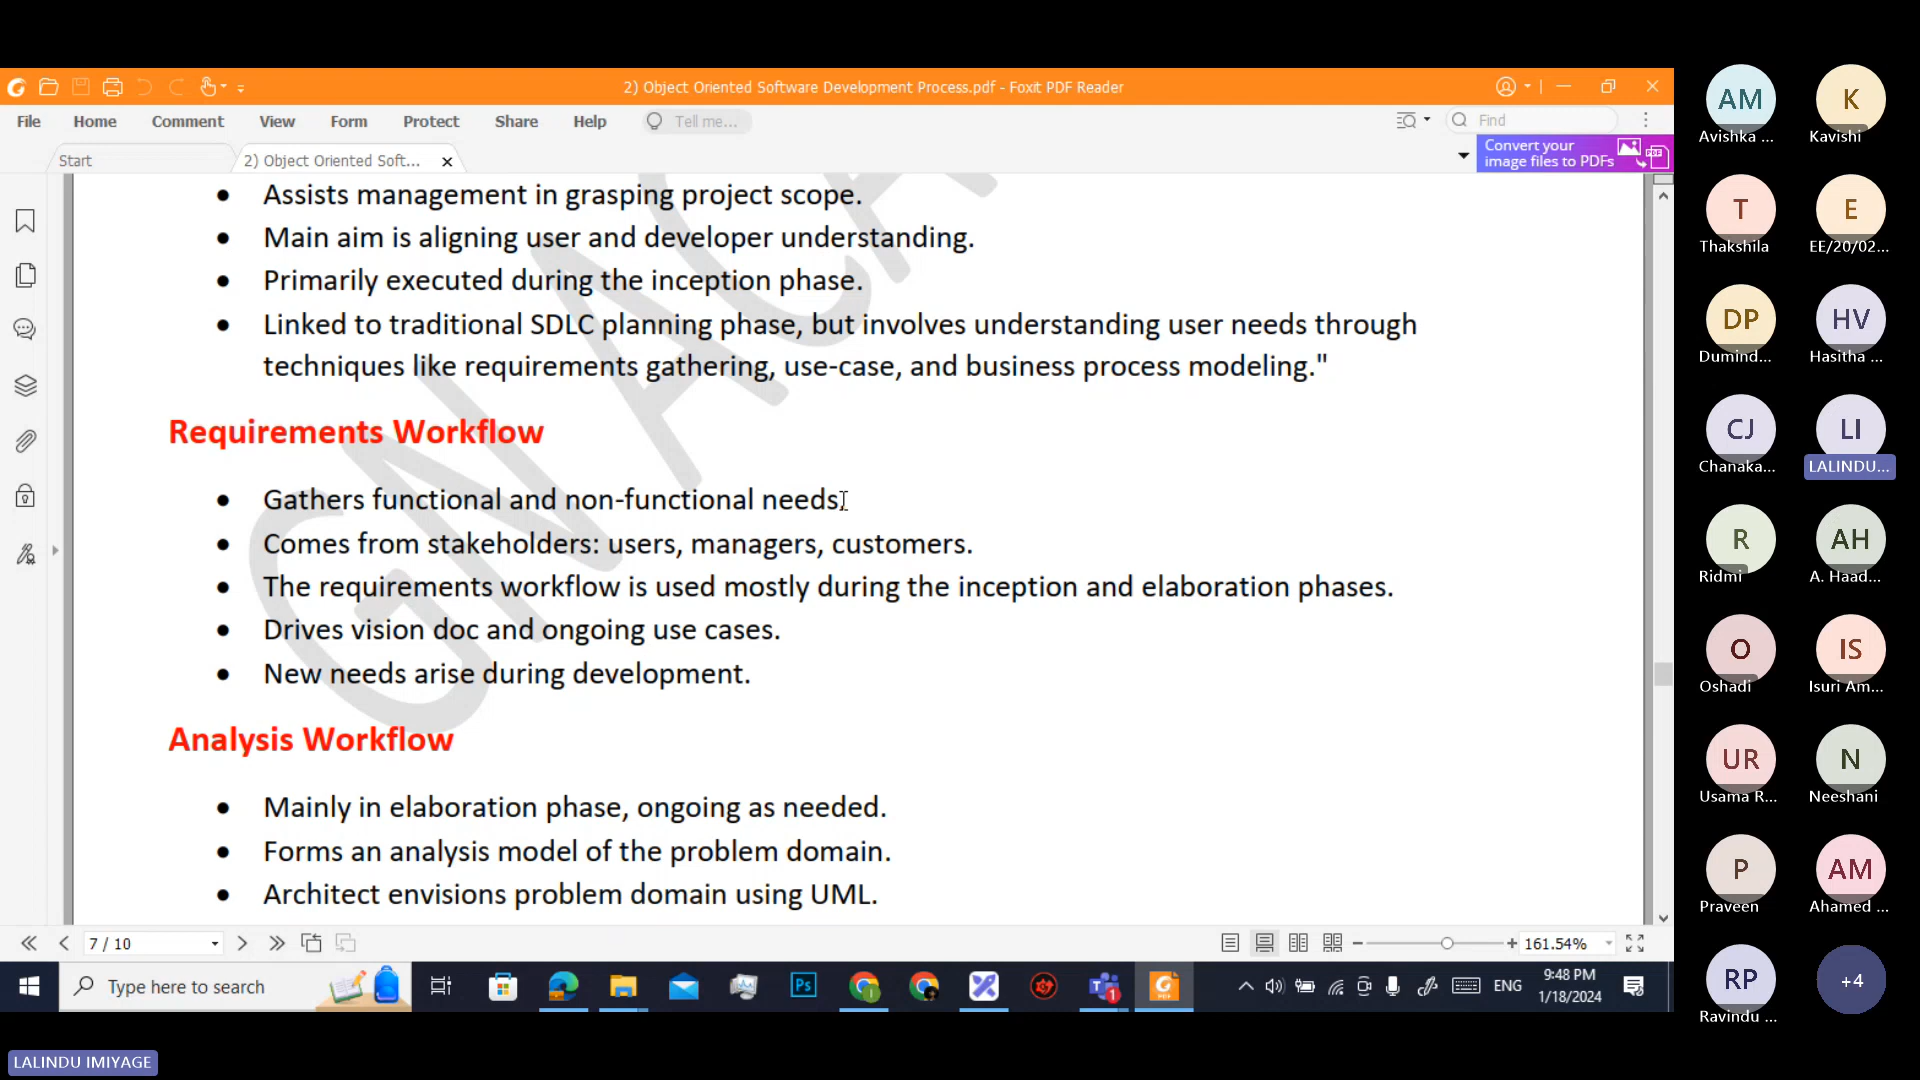 2) Object Oriented Software Development Process.pdf - Foxit PDF Reader
File Home Comment View Form Protect Share Help Tell me... Find
Start
2) Object Oriented Soft...
Convert your
image files to PDFs
PDF
• Assists management in grasping project scope.
• Main aim is aligning user and developer understanding.
• Primarily executed during the inception phase.
• Linked to traditional SDLC planning phase, but involves understanding user needs through
techniques like requirements gathering, use-case, and business process modeling."
Requirements Workflow
• Gathers functional and non-functional needs.
• Comes from stakeholders: users, managers, customers.
• The requirements workflow is used mostly during the inception and elaboration phases.
• Drives vision doc and ongoing use cases.
• New needs arise during development.
Analysis Workflow
• Mainly in elaboration phase, ongoing as needed.
• Forms an analysis model of the problem domain.
• Architect envisions problem domain using UML.
GN ACA
7 / 10
161.54%
Type here to search
Ps
1
ENG
9:48 PM
1/18/2024
AM
Avishka ...
K
Kavishi
T
Thakshila
E
EE/20/02...
DP
Dumind...
HV
Hasitha ...
CJ
Chanaka...
LI
LALINDU...
R
Ridmi
AH
A. Haad...
O
Oshadi
IS
Isuri Am...
UR
Usama R...
N
Neeshani
P
Praveen
AM
Ahamed ...
RP
Ravindu ...
+4
LALINDU IMIYAGE